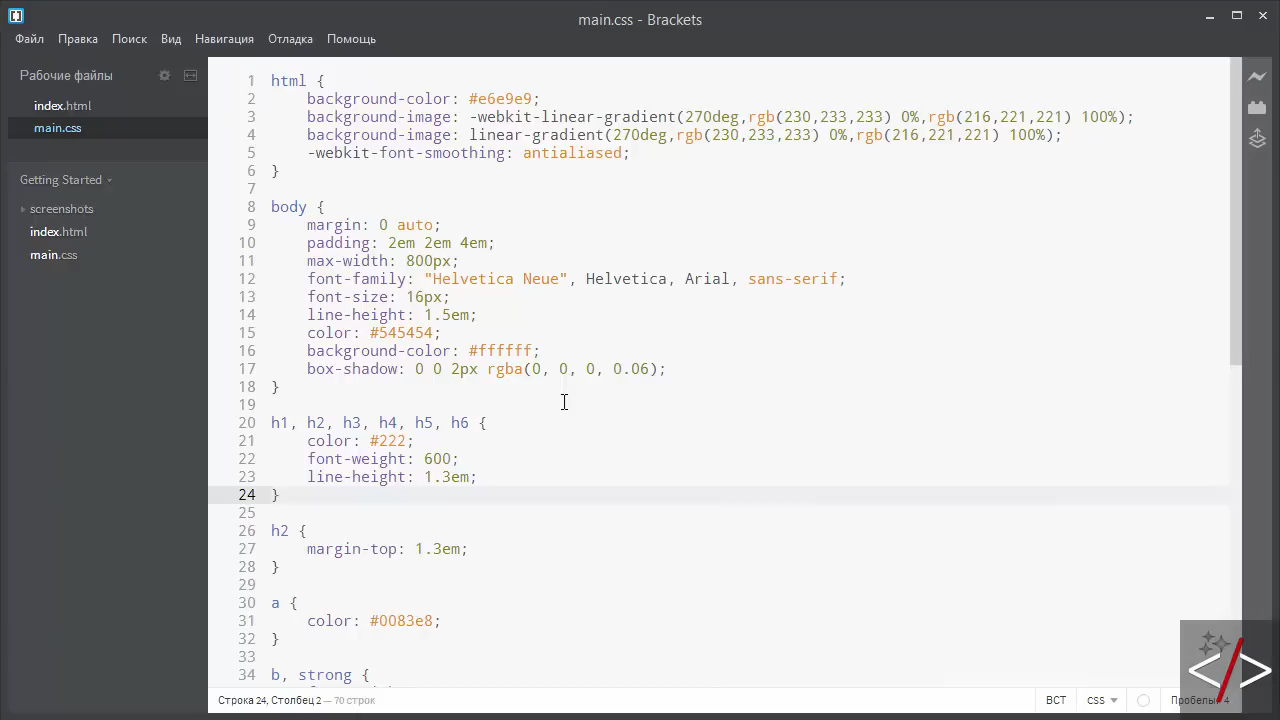 main.css - Brackets
Файл Правка Поиск Вид Навигация Отладка Помощь
Рабочие файлы
index.html
main.css
Getting Started
screenshots
index.html
main.css
1 html {
2 background-color: #e6e9e9;
3 background-image: -webkit-linear-gradient(270deg,rgb(230,233,233) 0%,rgb(216,221,221) 100%);
4 background-image: linear-gradient(270deg,rgb(230,233,233) 0%,rgb(216,221,221) 100%);
5 -webkit-font-smoothing: antialiased;
6 }
7
8 body {
9 margin: 0 auto;
10 padding: 2em 2em 4em;
11 max-width: 800px;
12 font-family: "Helvetica Neue", Helvetica, Arial, sans-serif;
13 font-size: 16px;
14 line-height: 1.5em;
15 color: #545454;
16 background-color: #ffffff;
17 box-shadow: 0 0 2px rgba(0, 0, 0, 0.06);
18 }
19
20 h1, h2, h3, h4, h5, h6 {
21 color: #222;
22 font-weight: 600;
23 line-height: 1.3em;
24 }
25
26 h2 {
27 margin-top: 1.3em;
28 }
29
30 a {
31 color: #0083e8;
32 }
33
34 b, strong {
Строка 24, Столбец 2 — 70 строк
ВСТ CSS 4